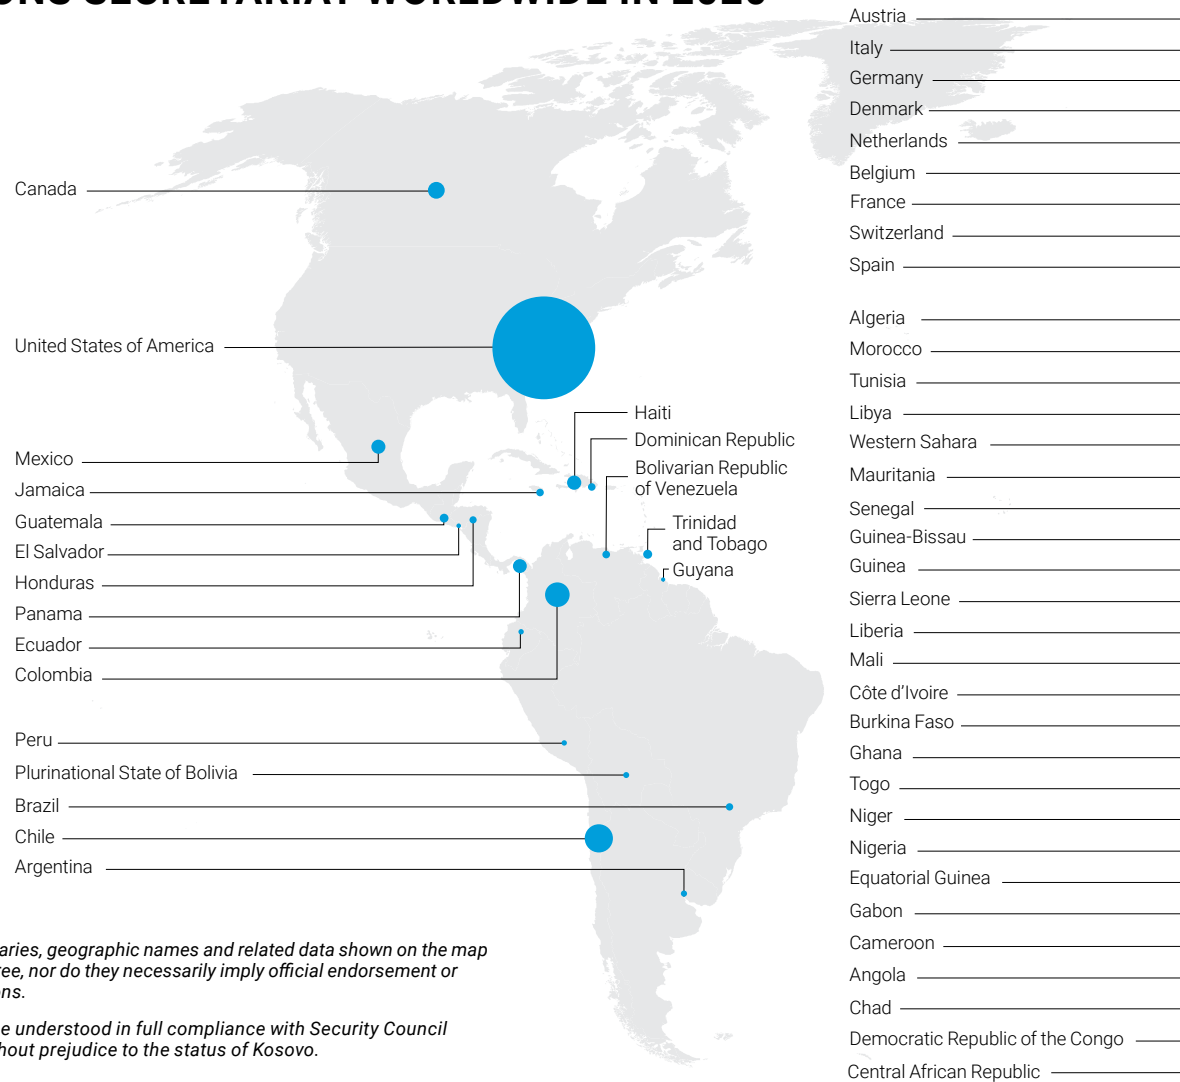 SECRETARIAT WORLDWIDE IN
Canada
United States of America
Mexico
Jamaica
Guatemala
El Salvador
Honduras
Panama
Ecuador
Colombia
Peru
Plurinational State of Bolivia
Brazil
Chile
Argentina
Haiti
Dominican Republic
Bolivarian Republic
of Venezuela
Trinidad
and Tobago
Guyana
aries, geographic names and related data shown on the map
ree, nor do they necessarily imply official endorsement or
ons.
e understood in full compliance with Security Council
hout prejudice to the status of Kosovo.
Austria
Italy
Germany
Denmark
Netherlands
Belgium
France
Switzerland
Spain
Algeria
Morocco
Tunisia
Libya
Western Sahara
Mauritania
Senegal
Guinea-Bissau
Guinea
Sierra Leone
Liberia
Mali
Côte d’Ivoire
Burkina Faso
Ghana
Togo
Niger
Nigeria
Equatorial Guinea
Gabon
Cameroon
Angola
Chad
Democratic Republic of the Congo
Central African Republic